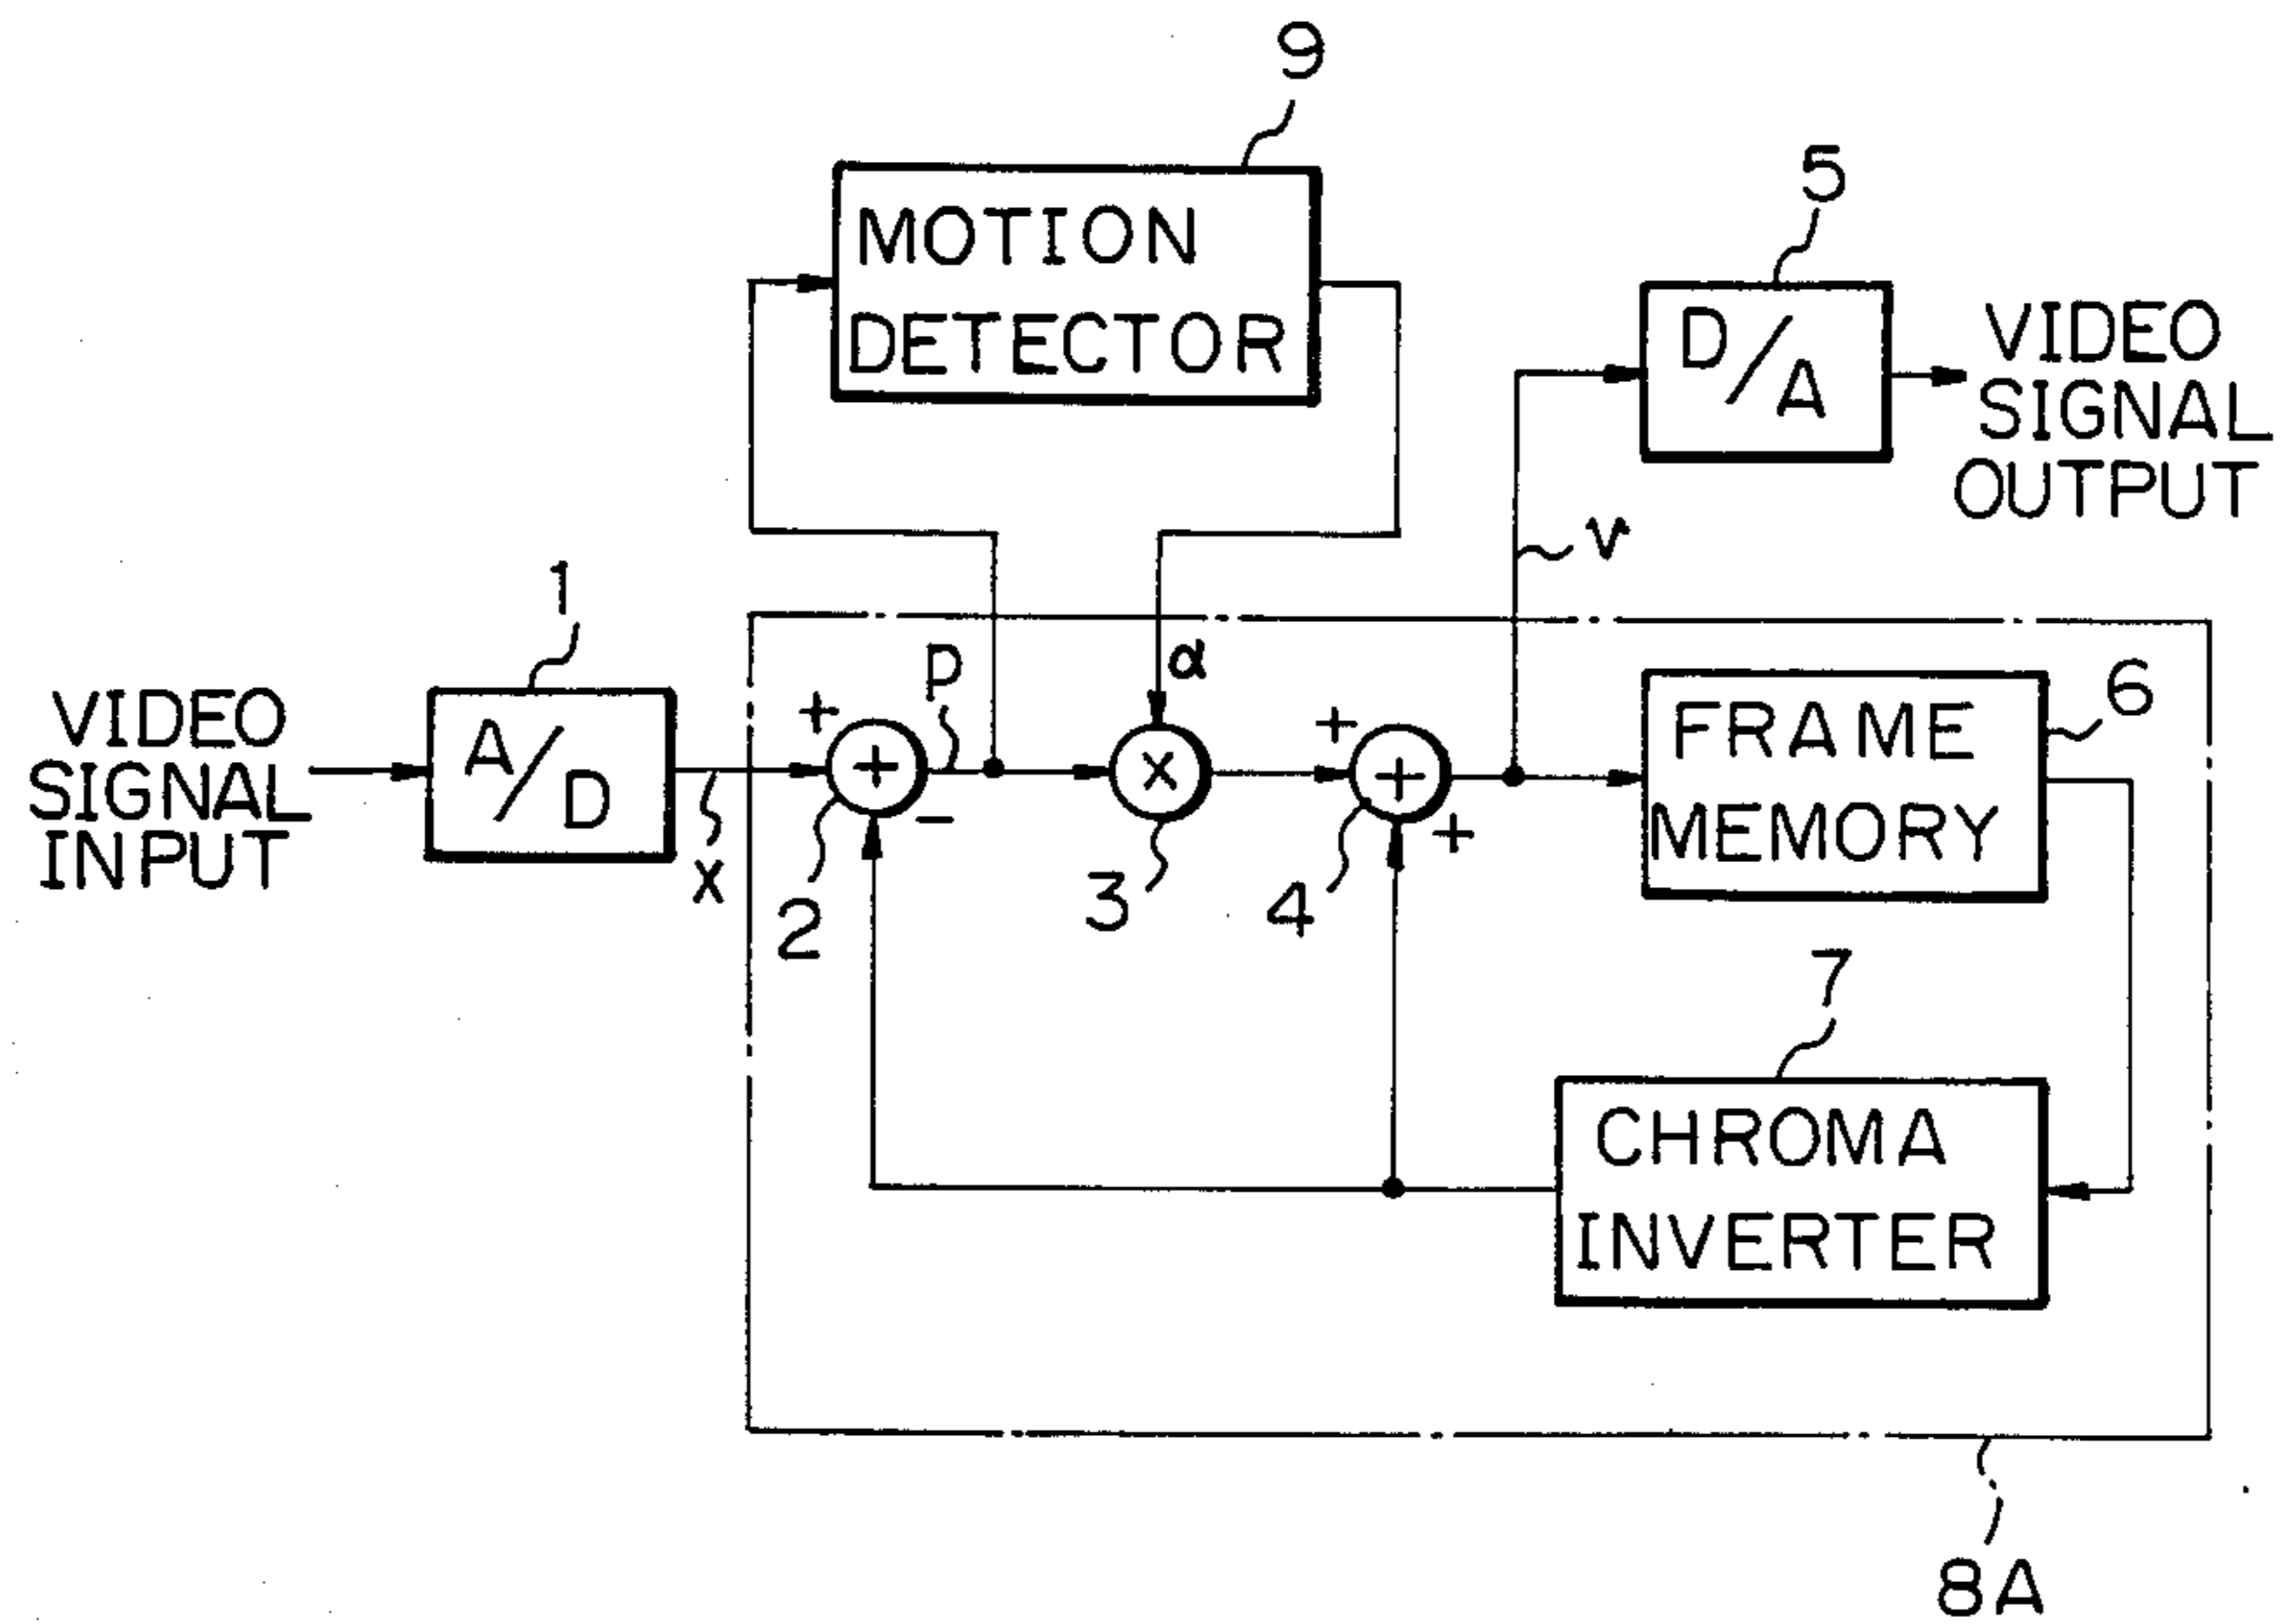 9
MOTION
DETECTOR
5
D/A
VIDEO
SIGNAL
OUTPUT
v
1
VIDEO
SIGNAL
INPUT
A/D
x
+
+
-
2
p
α
x
3
+
+
+
4
FRAME
MEMORY
6
7
CHROMA
INVERTER
8A